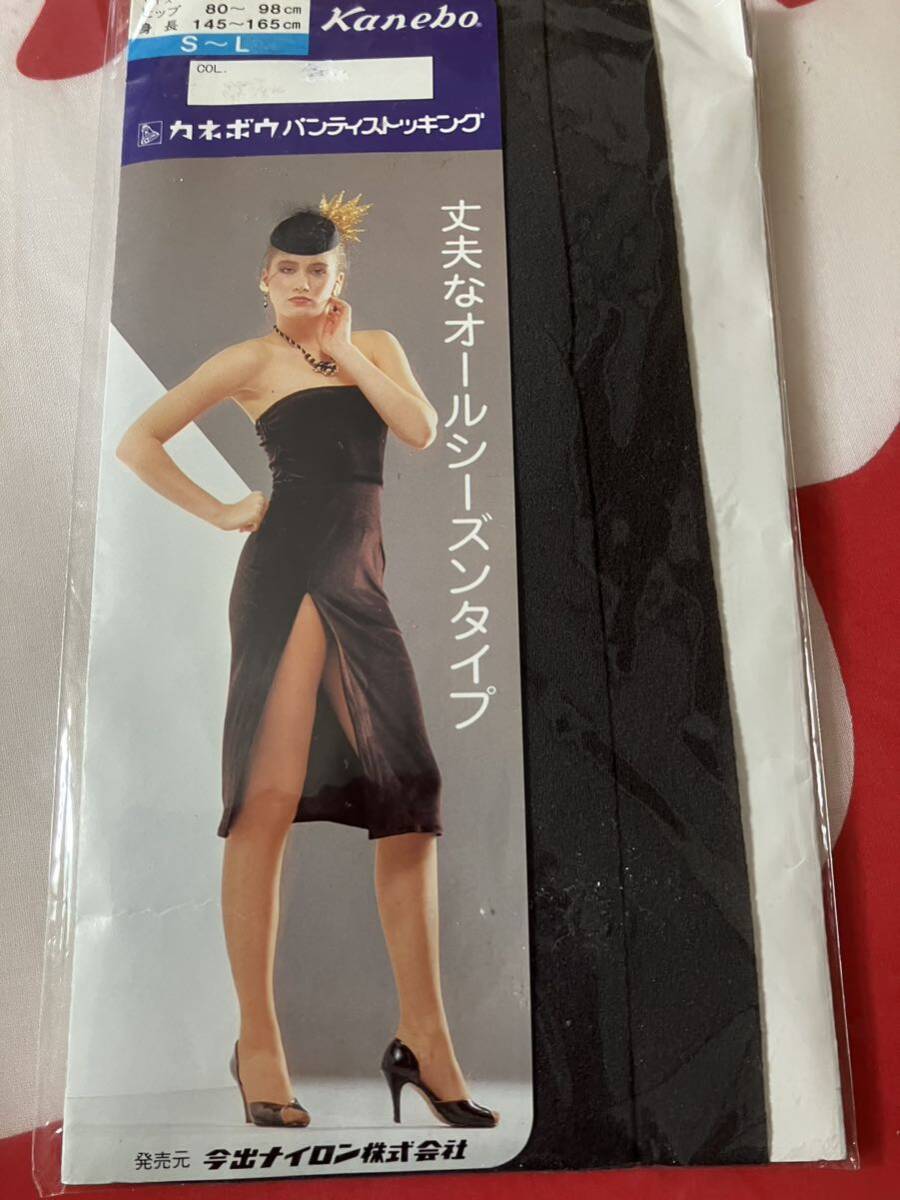 ヒップ 80～ 98cm
身長 145～165cm
S～L
Kanebo
COL.
カネボウパンティストッキング
丈夫なオールシーズンタイプ
発売元 今出ナイロン株式会社